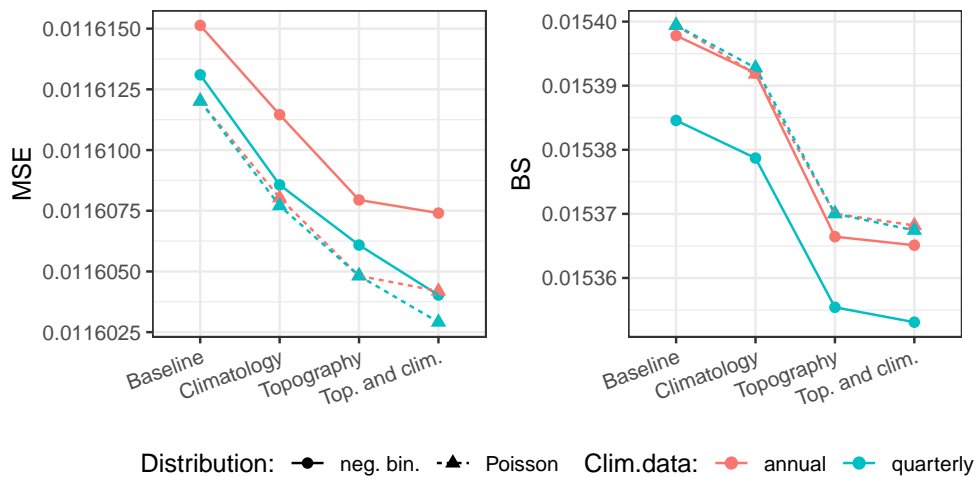 MSE
0.0116150
0.0116125
0.0116100
0.0116075
0.0116050
0.0116025
Baseline
Climatology
Topography
Top. and clim.
BS
0.01540
0.01539
0.01538
0.01537
0.01536
Baseline
Climatology
Topography
Top. and clim.
Distribution: neg. bin. Poisson Clim.data: annual quarterly